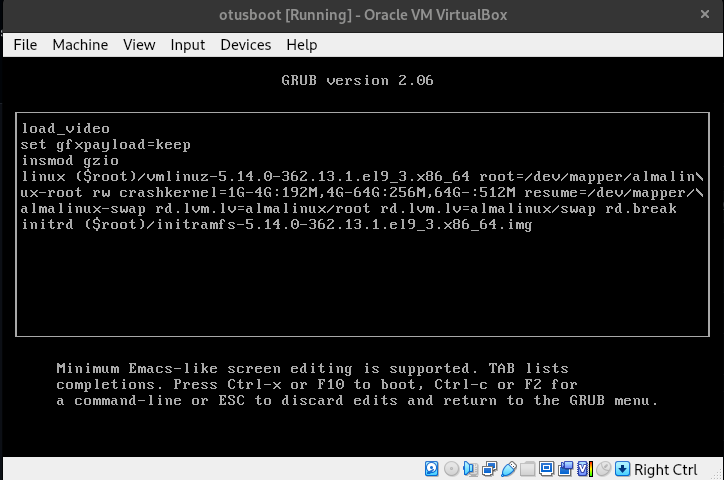 otusboot [Running] - Oracle VM VirtualBox
File Machine View Input Devices Help
GRUB version 2.06
load_video
set gfxpayload=keep
insmod gzio
linux ($root)/vmlinuz-5.14.0-362.13.1.el9_3.x86_64 root=/dev/mapper/almalin\
ux-root rw crashkernel=1G-4G:192M,4G-64G:256M,64G-:512M resume=/dev/mapper/\
almalinux-swap rd.lvm.lv=almalinux/root rd.lvm.lv=almalinux/swap rd.break
initrd ($root)/initramfs-5.14.0-362.13.1.el9_3.x86_64.img
Minimum Emacs-like screen editing is supported. TAB lists
completions. Press Ctrl-x or F10 to boot, Ctrl-c or F2 for
a command-line or ESC to discard edits and return to the GRUB menu.
Right Ctrl